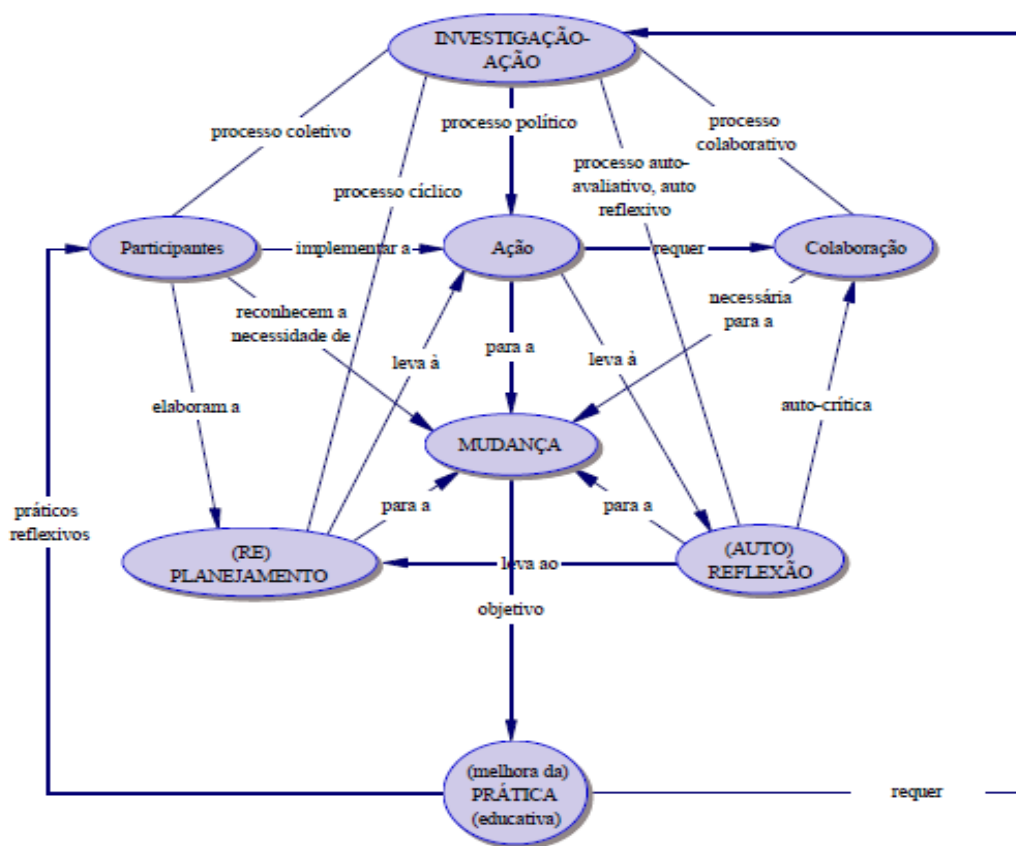 INVESTIGAÇÃO-
AÇÃO
processo coletivo
processo político
processo
colaborativo
processo cíclico
processo auto-
avaliativo, auto
reflexivo
Participantes
implementar a
Ação
requer
Colaboração
reconhecem a
necessidade de
necessária
para a
leva à
para a
leva à
elaboram a
auto-crítica
MUDANÇA
práticos
reflexivos
para a
para a
(RE)
PLANEJAMENTO
leva ao
(AUTO)
REFLEXÃO
objetivo
(melhora da)
PRÁTICA
(educativa)
requer